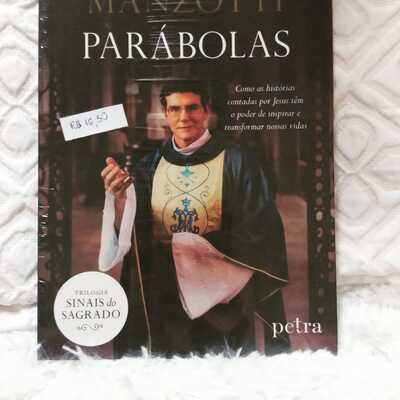 MANZOTTI
PARÁBOLAS
Como as histórias
contadas por Jesus têm
o poder de inspirar e
transformar nossas vidas
R$ 16,50
TRILOGIA
SINAIS do
SAGRADO
petra